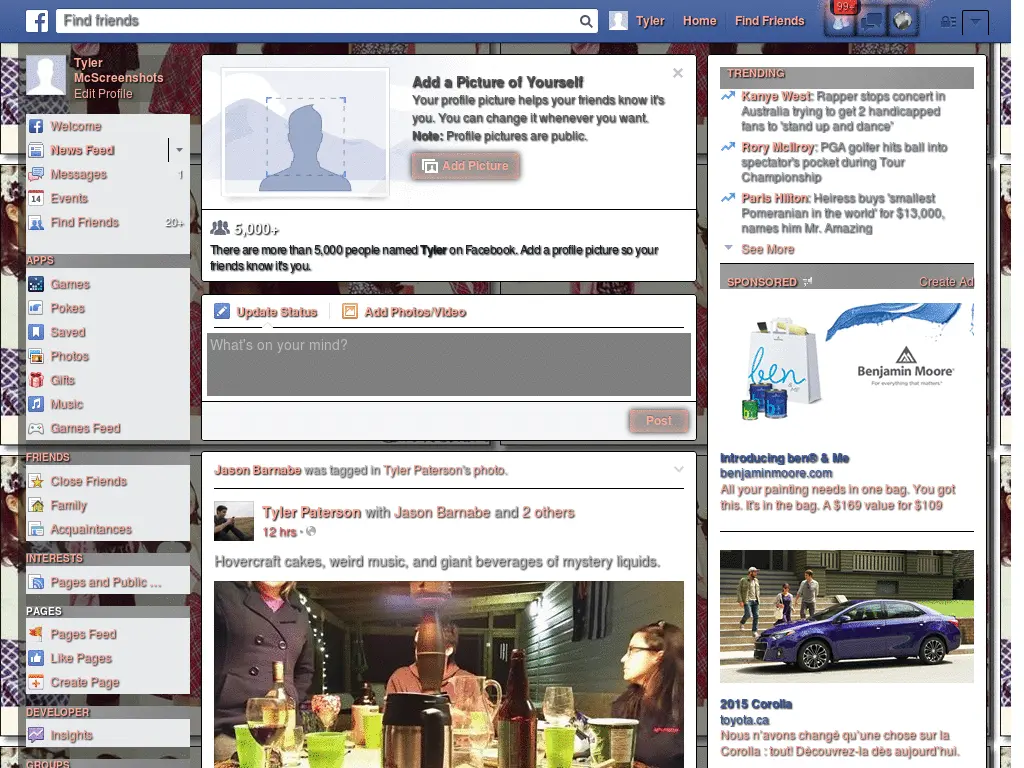 f
Find friends
Tyler
Home
Find Friends
99+
Tyler
McScreenshots
Edit Profile
Welcome
News Feed
Messages
1
14
Events
Find Friends
20+
APPS
Games
Pokes
Saved
Photos
Gifts
Music
Games Feed
FRIENDS
Close Friends
Family
Acquaintances
INTERESTS
Pages and Public ...
PAGES
Pages Feed
Like Pages
Create Page
DEVELOPER
Insights
GROUPS
Add a Picture of Yourself
Your profile picture helps your friends know it's
you. You can change it whenever you want.
Note: Profile pictures are public.
Add Picture
5,000+
There are more than 5,000 people named Tyler on Facebook. Add a profile picture so your
friends know it's you.
Update Status
Add Photos/Video
What's on your mind?
Post
Jason Barnabe was tagged in Tyler Paterson's photo.
Tyler Paterson with Jason Barnabe and 2 others
12 hrs ·
Hovercraft cakes, weird music, and giant beverages of mystery liquids.
TRENDING
Kanye West: Rapper stops concert in
Australia trying to get 2 handicapped
fans to 'stand up and dance'
Rory McIlroy: PGA golfer hits ball into
spectator's pocket during Tour
Championship
Paris Hilton: Heiress buys 'smallest
Pomeranian in the world' for $13,000,
names him Mr. Amazing
See More
SPONSORED
Create Ad
ben
Benjamin Moore®
For everything that matters.™
Introducing ben® & Me
benjaminmoore.com
All your painting needs in one bag. You got
this. It's in the bag. A $169 value for $109
2015 Corolla
toyota.ca
Nous n'avons changé qu'une chose sur la
Corolla : tout! Découvrez-la dès aujourd'hui.